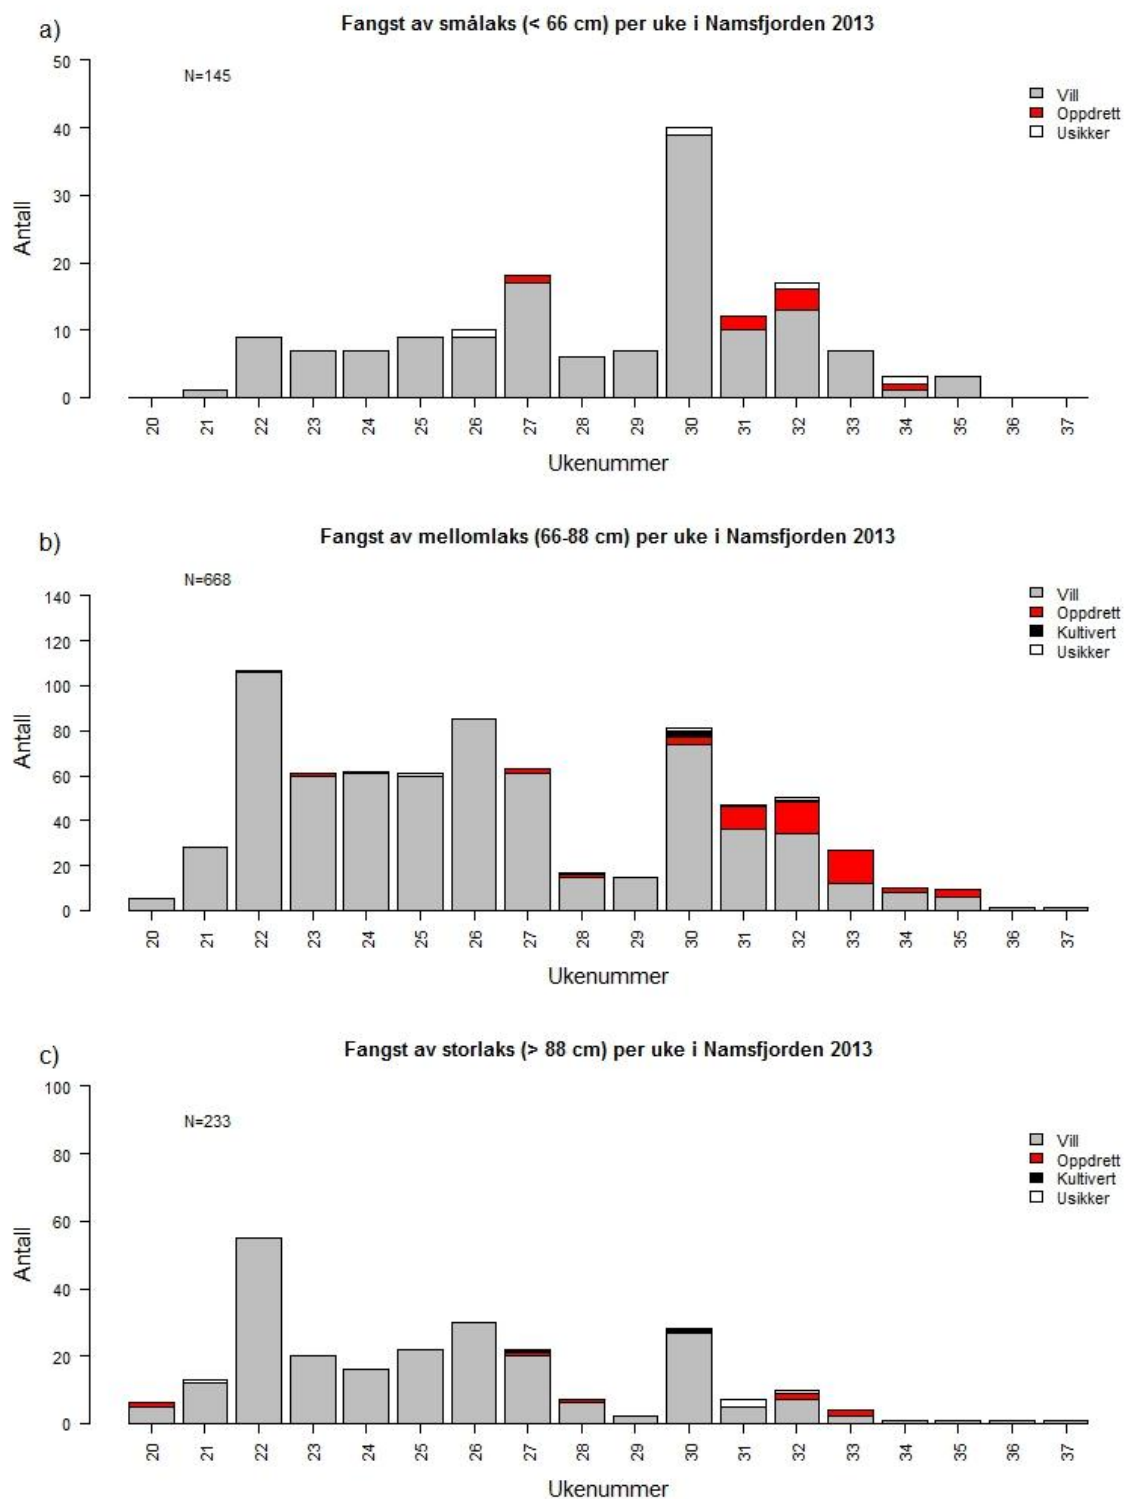 a)
Fangst av smålaks (< 66 cm) per uke i Namsfjorden 2013
N=145
Vill
Oppdrett
Usikker
Antall
50
40
30
20
10
0
20 21 22 23 24 25 26 27 28 29 30 31 32 33 34 35 36 37
Ukenummer
b)
Fangst av mellomlaks (66-88 cm) per uke i Namsfjorden 2013
N=668
Vill
Oppdrett
Kultivert
Usikker
Antall
140
120
100
80
60
40
20
0
20 21 22 23 24 25 26 27 28 29 30 31 32 33 34 35 36 37
Ukenummer
c)
Fangst av storlaks (> 88 cm) per uke i Namsfjorden 2013
N=233
Vill
Oppdrett
Kultivert
Usikker
Antall
100
80
60
40
20
0
20 21 22 23 24 25 26 27 28 29 30 31 32 33 34 35 36 37
Ukenummer